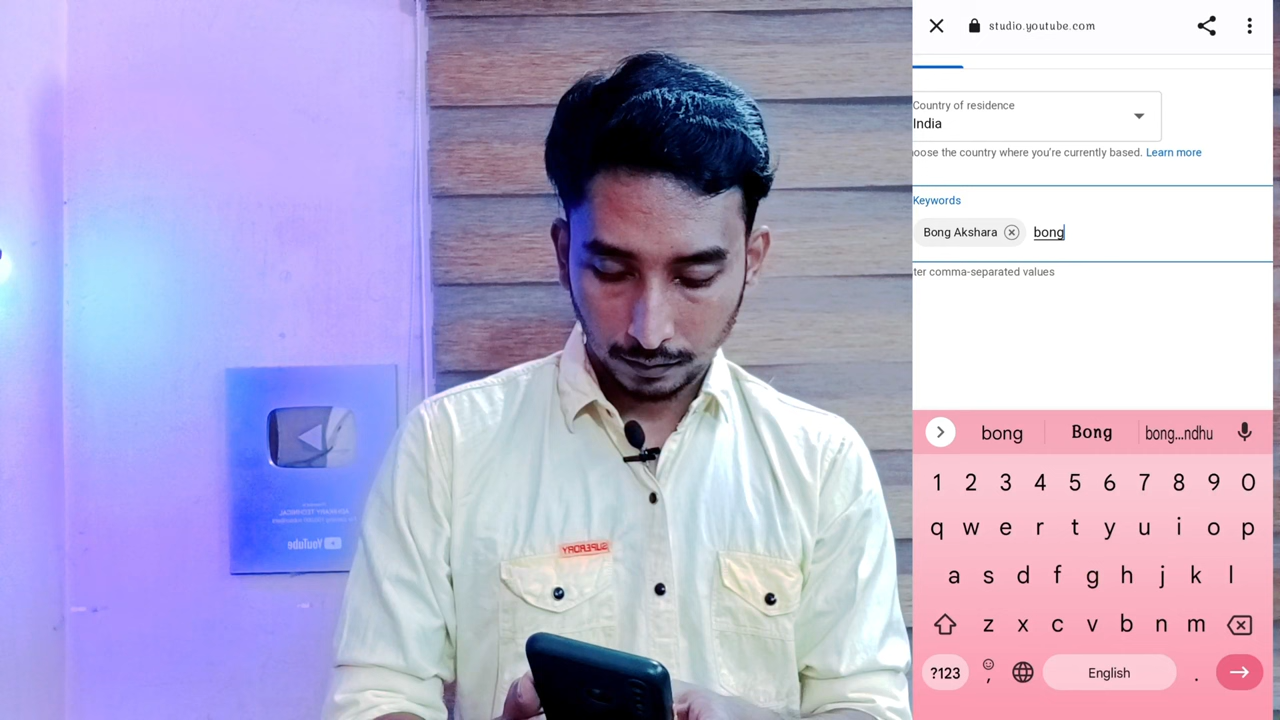 studio.youtube.com
Country of residence
India
oose the country where you're currently based. Learn more
Keywords
Bong Akshara bong
ter comma-separated values
bong Bong bong...ndhu
1 2 3 4 5 6 7 8 9 0
q w e r t y u i o p
a s d f g h j k l
z x c v b n m
?123 , English .
YouTube
SUPERDRY